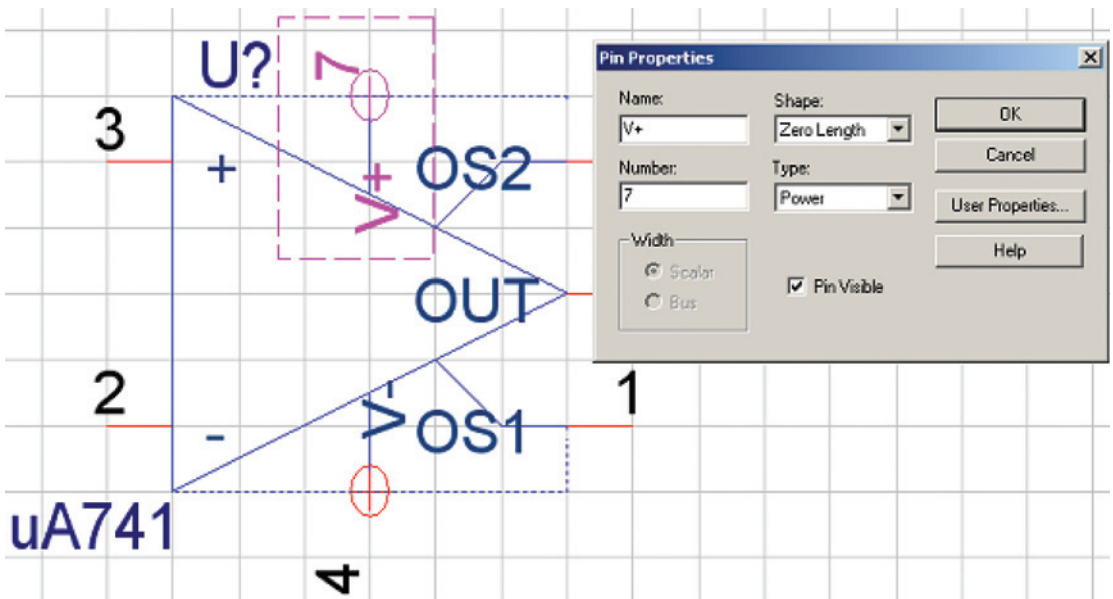 U?
7
3
+
V+
OS2
OUT
2
-
V-
OS1
1
uA741
4
Pin Properties
Name:
V+
Shape:
Zero Length
OK
Cancel
Number:
7
Type:
Power
User Properties...
Help
Width
Scalar
Bus
Pin Visible